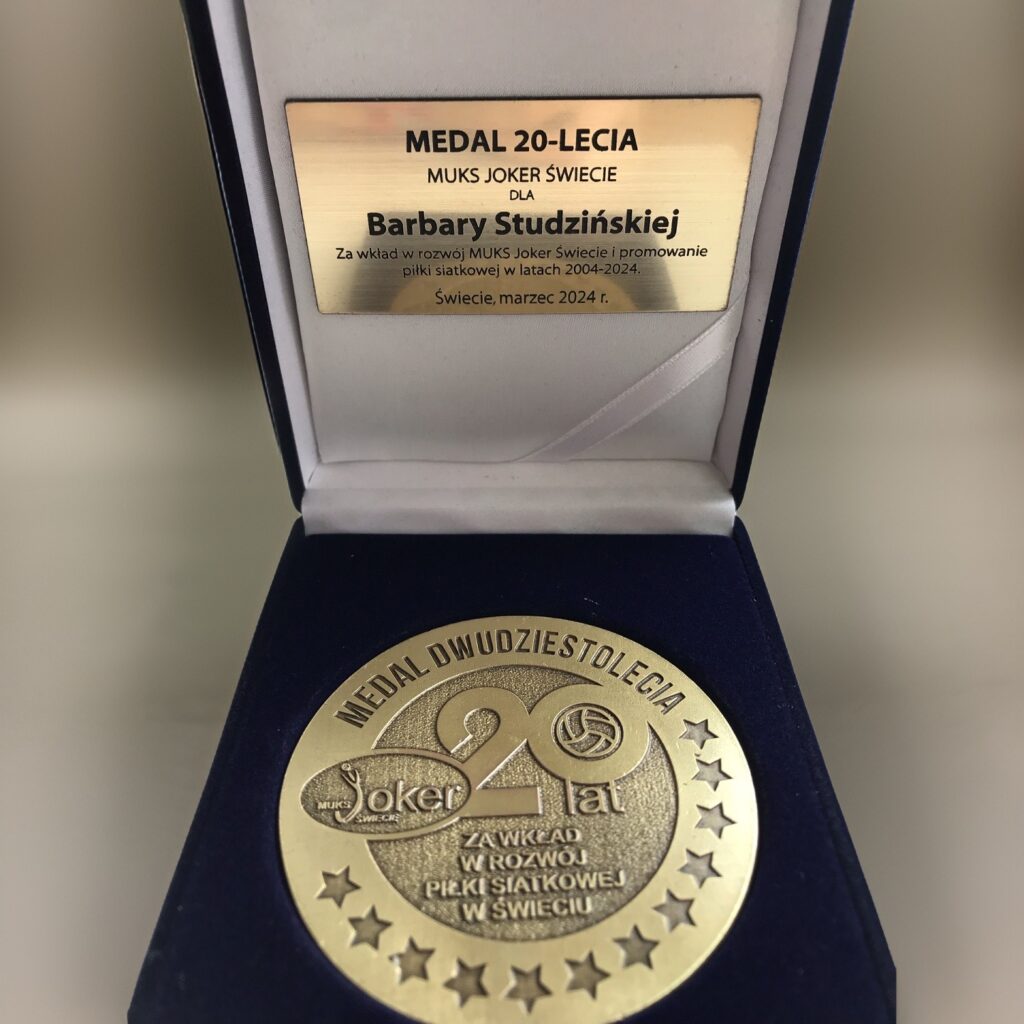 MEDAL 20-LECIA
MUKS JOKER ŚWIECIE
DLA
Barbary Studzińskiej
Za wkład w rozwój MUKS Joker Świecie i promowanie
piłki siatkowej w latach 2004-2024.
Świecie, marzec 2024 r.
MEDAL DWUDZIESTOLECIA
20
lat
MUKS Joker
ŚWIECIE
ZA WKŁAD
W ROZWÓJ
PIŁKI SIATKOWEJ
W ŚWIECIU